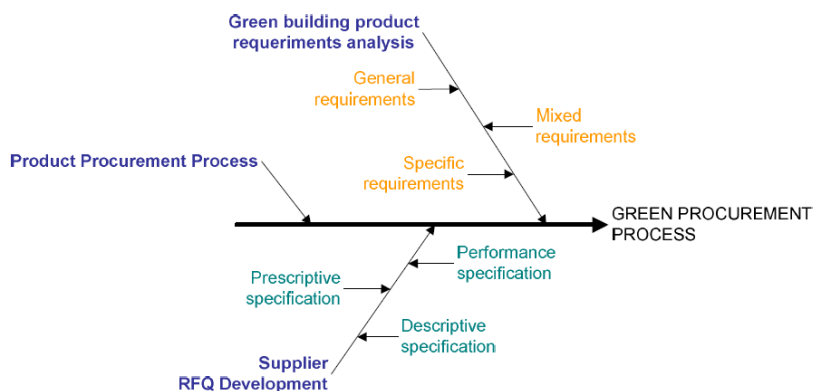 Green building product
requeriments analysis
General
requirements
Mixed
requirements
Specific
requirements
Product Procurement Process
GREEN PROCUREMENT
PROCESS
Performance
specification
Prescriptive
specification
Descriptive
specification
Supplier
RFQ Development